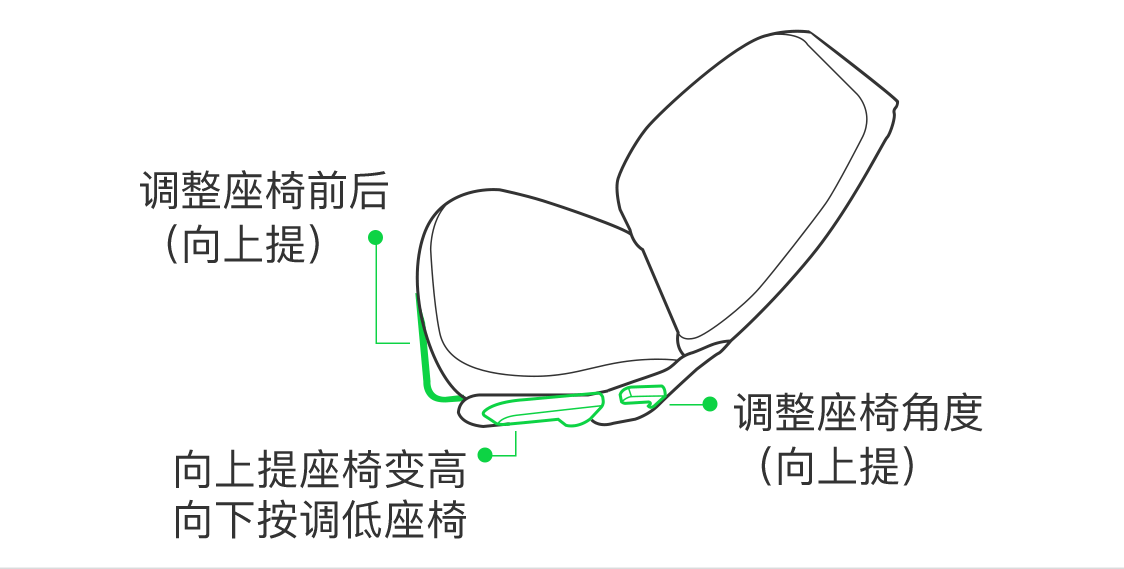 调整座椅前后
（向上提）
向上提座椅变高
向下按调低座椅
调整座椅角度
（向上提）